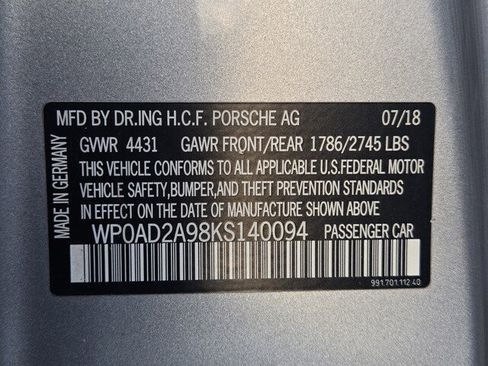 MFD BY DR.ING H.C.F. PORSCHE AG 07/18
GVWR 4431 GAWR FRONT/REAR 1786/2745 LBS
THIS VEHICLE CONFORMS TO ALL APPLICABLE U.S.FEDERAL MOTOR
VEHICLE SAFETY,BUMPER,AND THEFT PREVENTION STANDARDS
IN EFFECT ON THE DATE OF MANUFACTURE SHOWN ABOVE.
WP0AD2A98KS140094 PASSENGER CAR
991.701.112.40
MADE IN GERMANY